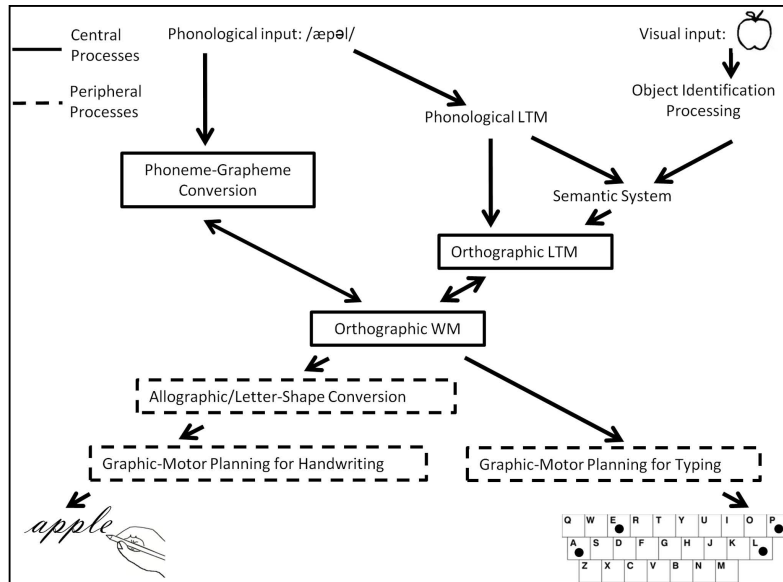 Central
Processes
Peripheral
Processes
Phonological input: /æpəl/
Visual input:
Object Identification
Processing
Phonological LTM
Phoneme-Grapheme
Conversion
Semantic System
Orthographic LTM
Orthographic WM
Allographic/Letter-Shape Conversion
Graphic-Motor Planning for Handwriting
Graphic-Motor Planning for Typing
apple
Q W E R T Y U I O P
A S D F G H J K L
Z X C V B N M